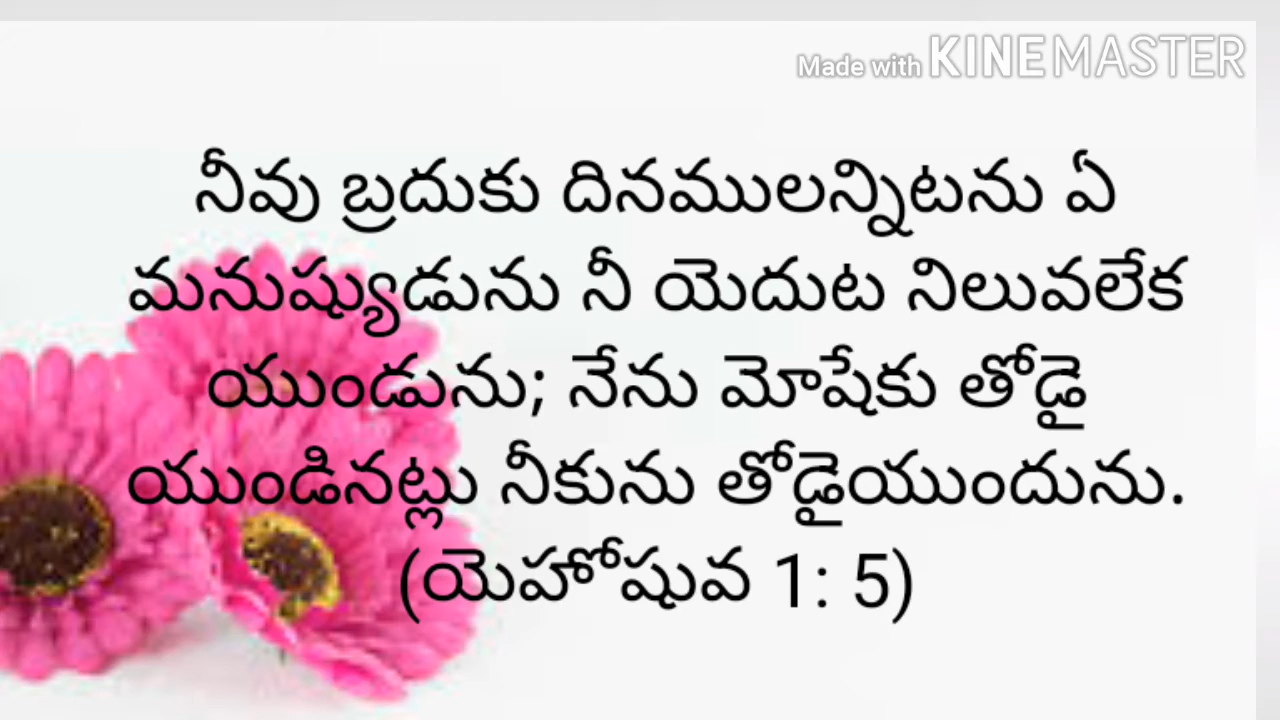 Made with KINEMASTER
నీవు బ్రదుకు దినములన్నిటను ఏ
మనుష్యుడును నీ యెదుట నిలువలేక
యుండును; నేను మోషేకు తోడై
యుండినట్లు నీకును తోడైయుందును.
(యెహోషువ 1: 5)